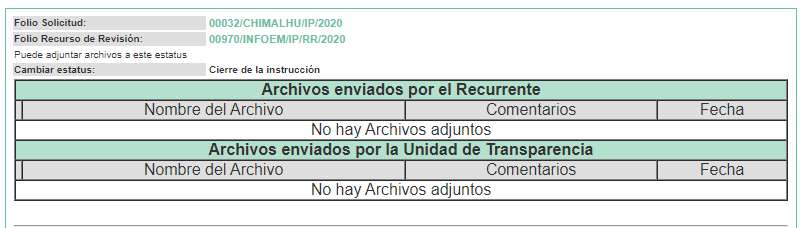 Folio Solicitud: 00032/CHIMALHU/IP/2020
Folio Recurso de Revisión: 00970/INFOEM/IP/RR/2020
Puede adjuntar archivos a este estatus
Cambiar estatus: Cierre de la instrucción
Archivos enviados por el Recurrente
Nombre del Archivo Comentarios Fecha
No hay Archivos adjuntos
Archivos enviados por la Unidad de Transparencia
Nombre del Archivo Comentarios Fecha
No hay Archivos adjuntos